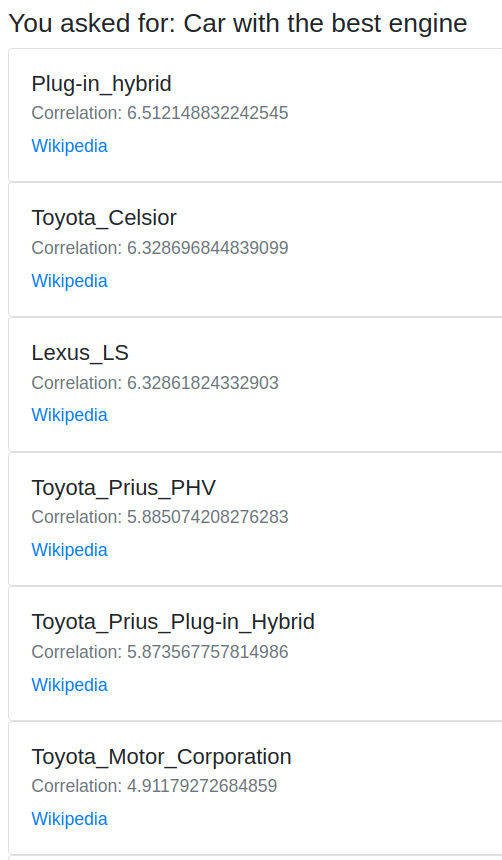 You asked for: Car with the best engine
Plug-in_hybrid
Correlation: 6.512148832242545
Wikipedia
Toyota_Celsior
Correlation: 6.328696844839099
Wikipedia
Lexus_LS
Correlation: 6.32861824332903
Wikipedia
Toyota_Prius_PHV
Correlation: 5.885074208276283
Wikipedia
Toyota_Prius_Plug-in_Hybrid
Correlation: 5.873567757814986
Wikipedia
Toyota_Motor_Corporation
Correlation: 4.91179272684859
Wikipedia